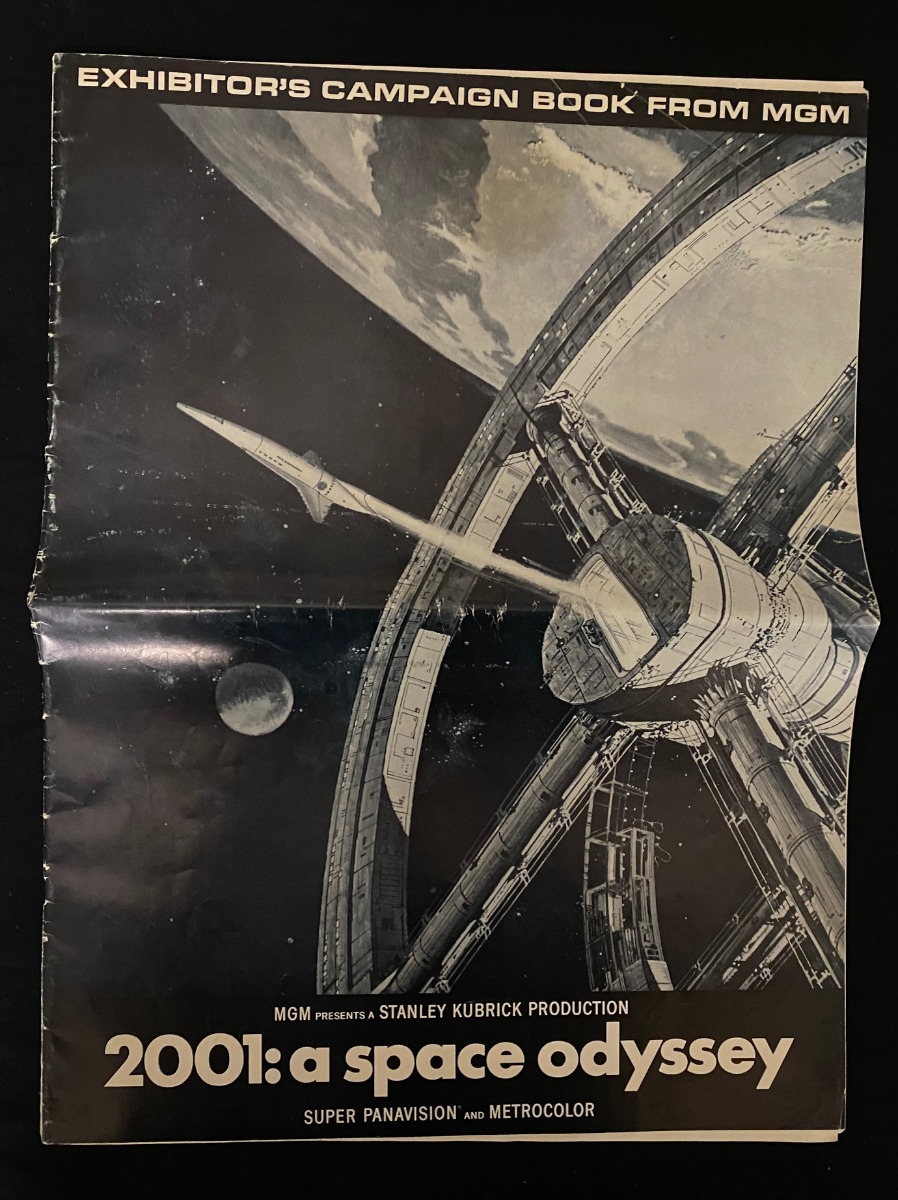 EXHIBITOR'S CAMPAIGN BOOK FROM MGM
MGM PRESENTS A STANLEY KUBRICK PRODUCTION
2001: a space odyssey
SUPER PANAVISION® AND METROCOLOR